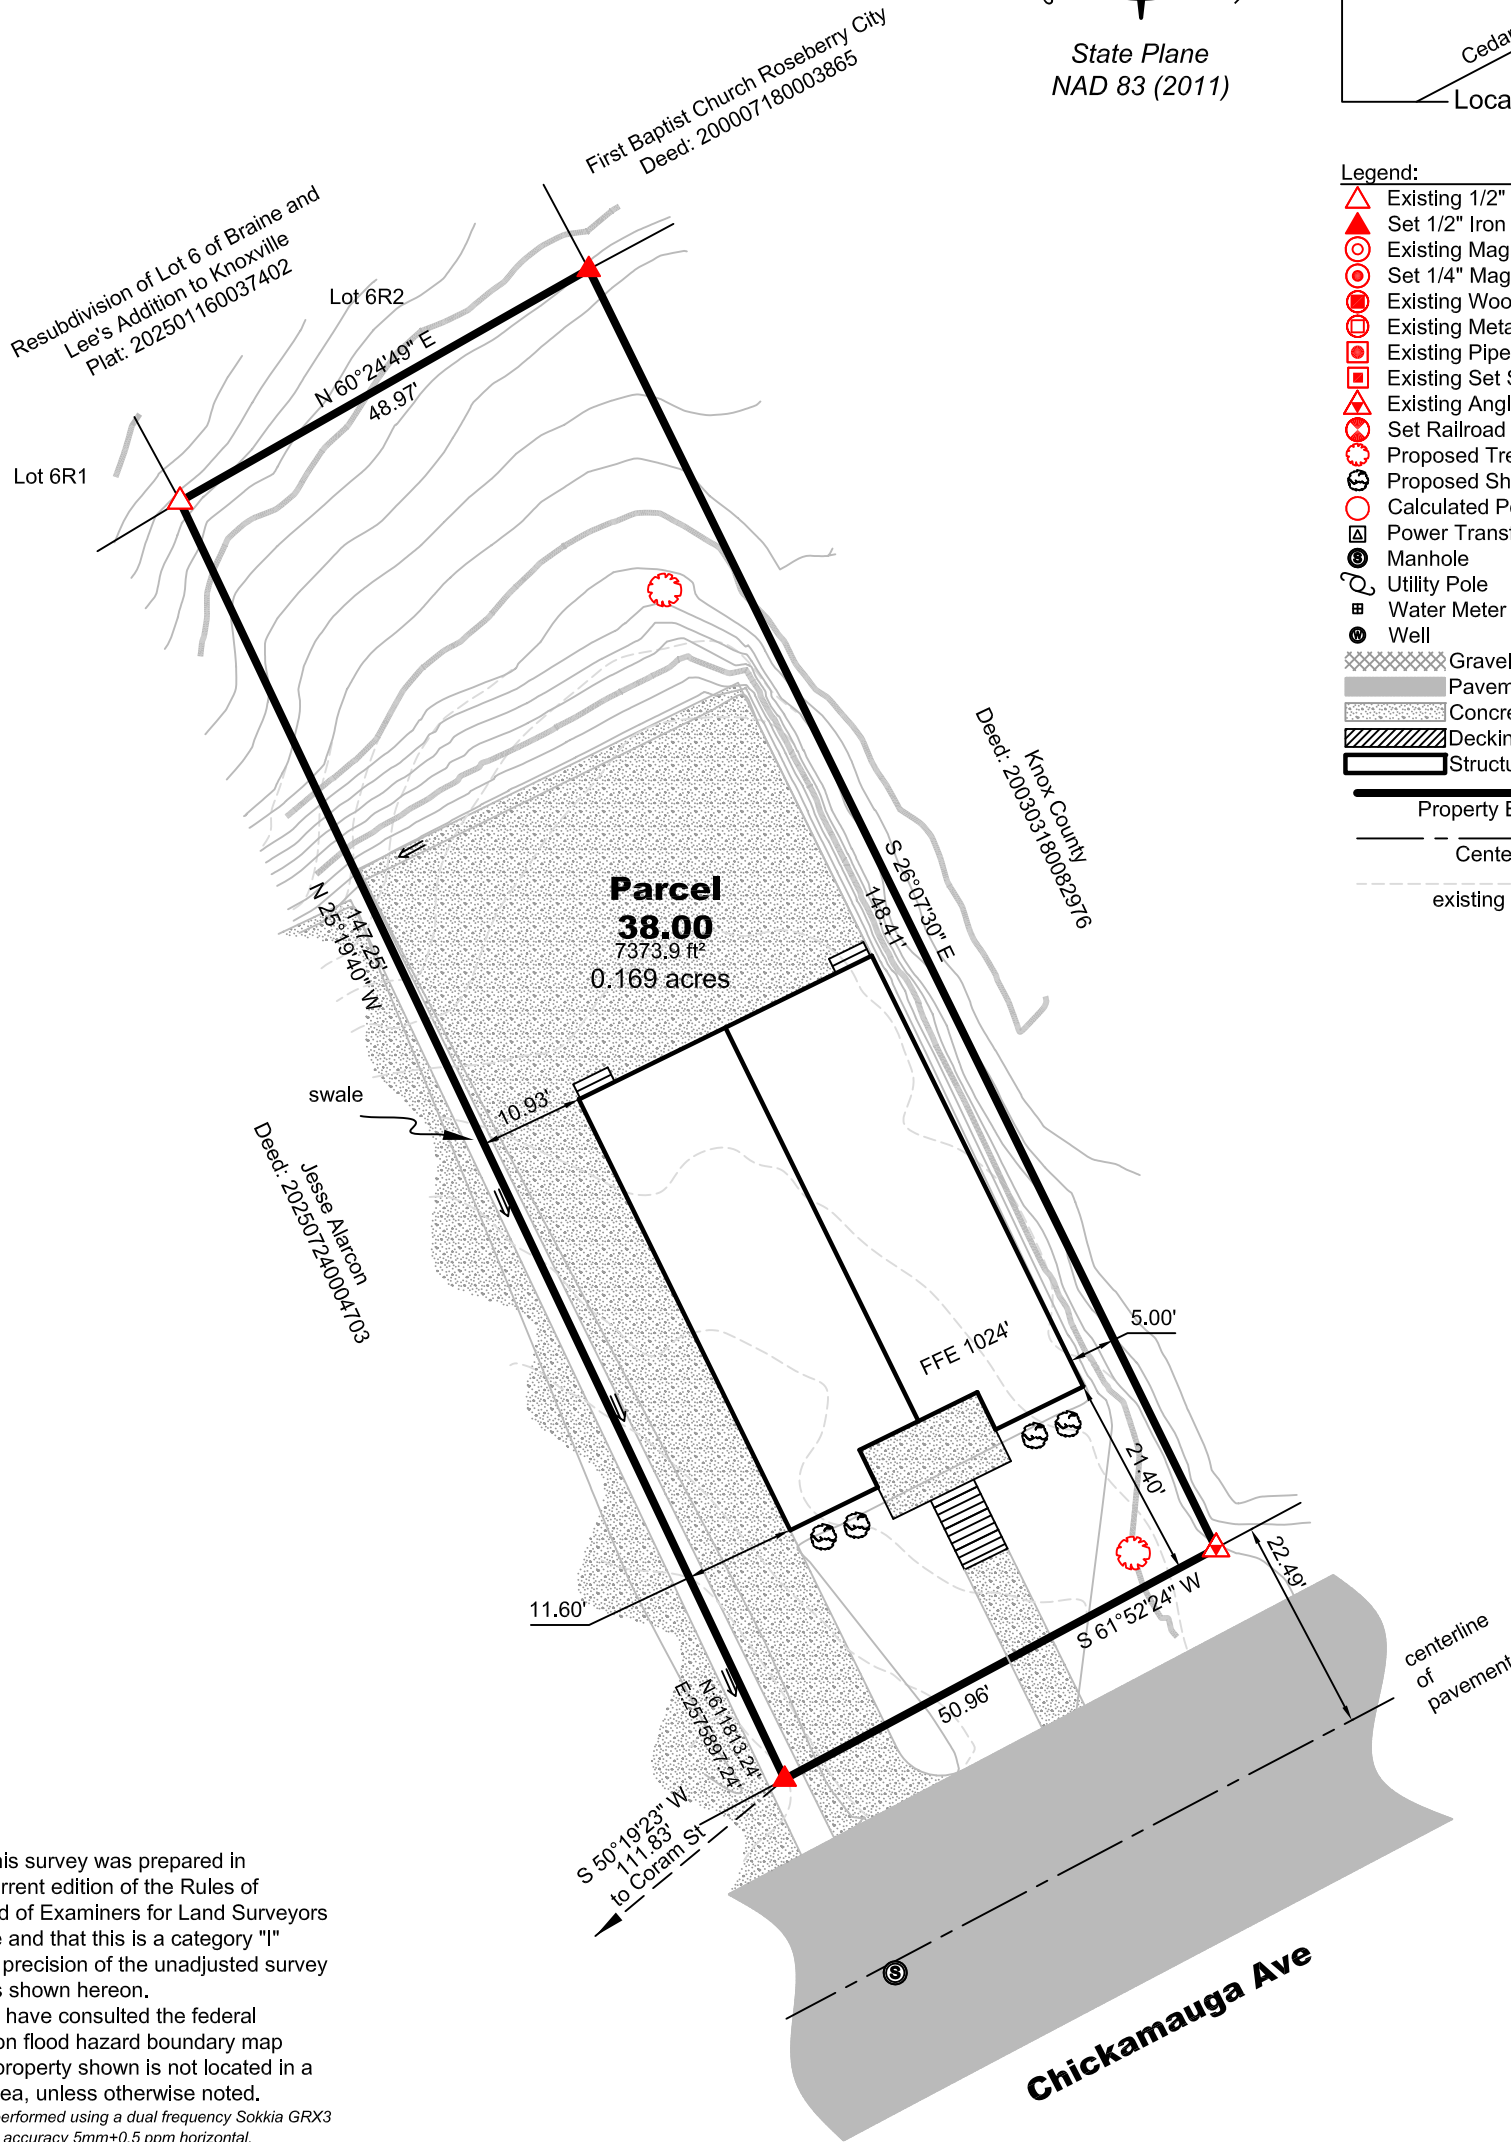 State Plane
NAD 83 (2011)
Loca
Legend:
Existing 1/2"
Set 1/2" Iron
Existing Mag
Set 1/4" Mag
Existing Woo
Existing Meta
Existing Pipe
Existing Set
Existing Angl
Set Railroad
Proposed Tre
Proposed Sh
Calculated P
Power Trans
Manhole
Utility Pole
Water Meter
Well
Gravel
Pavem
Concre
Deckin
Structu
Property
Cente
existing
First Baptist Church Roseberry City
Deed: 200007180003865
Resubdivision of Lot 6 of Braine and
Lee's Addition to Knoxville
Plat: 202501160037402
Lot 6R2
Lot 6R1
N 60°24'49" E
48.97'
Knox County
Deed: 200303180082976
S 26°07'30" E
148.41'
Parcel
38.00
7373.9 ft²
0.169 acres
147.25'
N 25°19'40" W
swale
10.93'
Jesse Alarcon
Deed: 202507240004703
FFE 1024'
5.00'
21.40'
11.60'
22.49'
S 61°52'24" W
50.96'
centerline
of
pavement
N:611813.24'
E:2575897.24'
S 50°19'23" W
111.83'
to Coram St
S
Chickamauga Ave
his survey was prepared in
rrent edition of the Rules of
d of Examiners for Land Surveyors
e and that this is a category "I"
precision of the unadjusted survey
s shown hereon.
have consulted the federal
on flood hazard boundary map
property shown is not located in a
ea, unless otherwise noted.
erformed using a dual frequency Sokkia GRX3
accuracy 5mm+0.5 ppm horizontal.